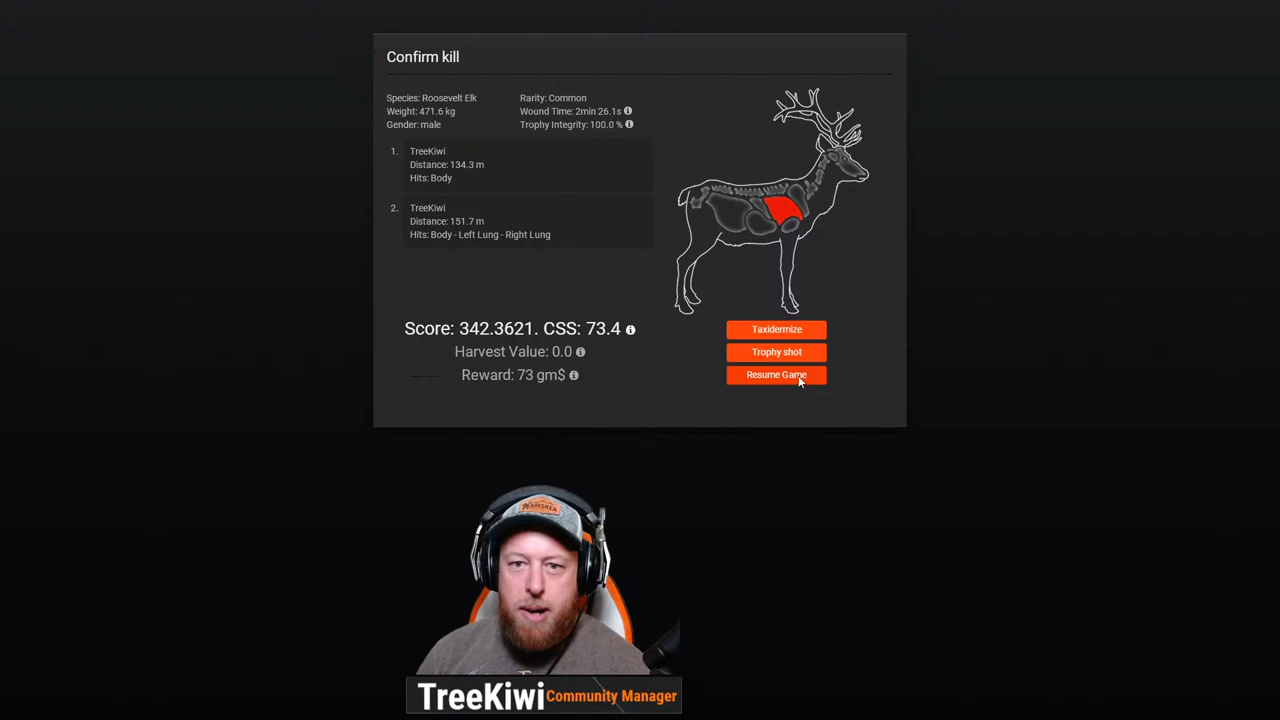 Confirm kill
Species: Roosevelt Elk
Weight: 471.6 kg
Gender: male
Rarity: Common
Wound Time: 2min 26.1s
Trophy Integrity: 100.0 %
1. TreeKiwi
Distance: 134.3 m
Hits: Body
2. TreeKiwi
Distance: 151.7 m
Hits: Body - Left Lung - Right Lung
Score: 342.3621. CSS: 73.4
Harvest Value: 0.0
Reward: 73 gm$
Taxidermize
Trophy shot
Resume Game
TreeKiwi Community Manager